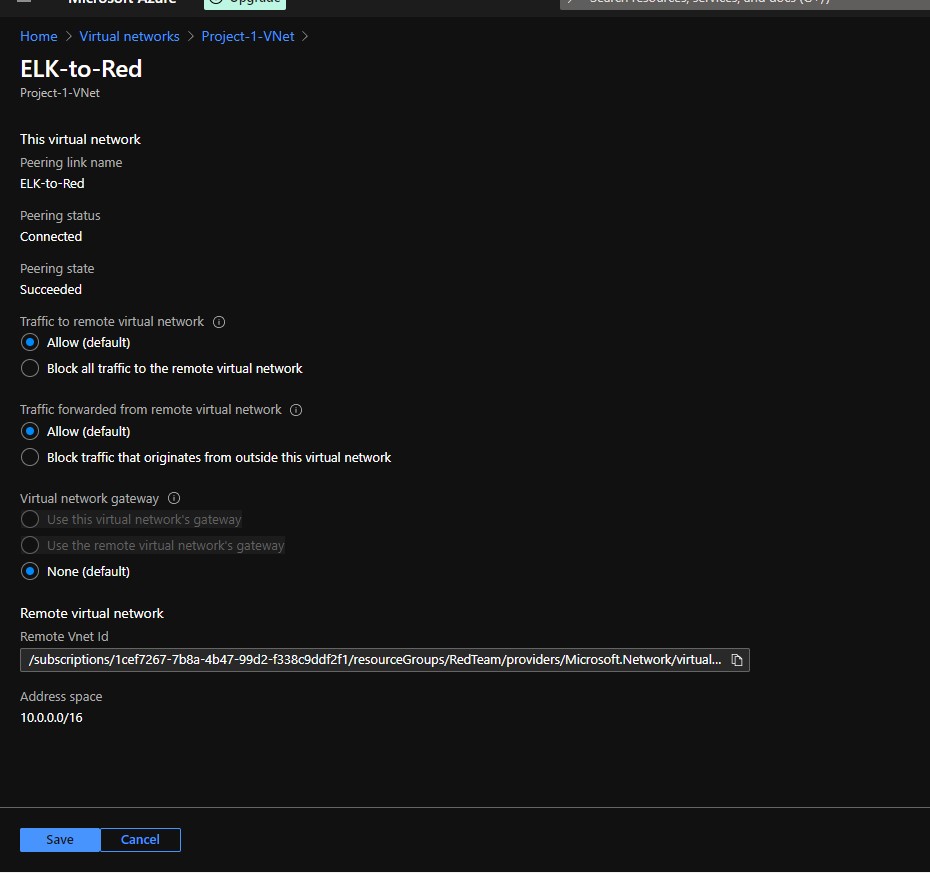 Microsoft Azure
Upgrade
Search resources, services, and docs (G+/)
Home > Virtual networks > Project-1-VNet >
ELK-to-Red
Project-1-VNet
This virtual network
Peering link name
ELK-to-Red
Peering status
Connected
Peering state
Succeeded
Traffic to remote virtual network
Allow (default)
Block all traffic to the remote virtual network
Traffic forwarded from remote virtual network
Allow (default)
Block traffic that originates from outside this virtual network
Virtual network gateway
Use this virtual network's gateway
Use the remote virtual network's gateway
None (default)
Remote virtual network
Remote Vnet Id
/subscriptions/1cef7267-7b8a-4b47-99d2-f338c9ddf2f1/resourceGroups/RedTeam/providers/Microsoft.Network/virtual...
Address space
10.0.0.0/16
Save
Cancel